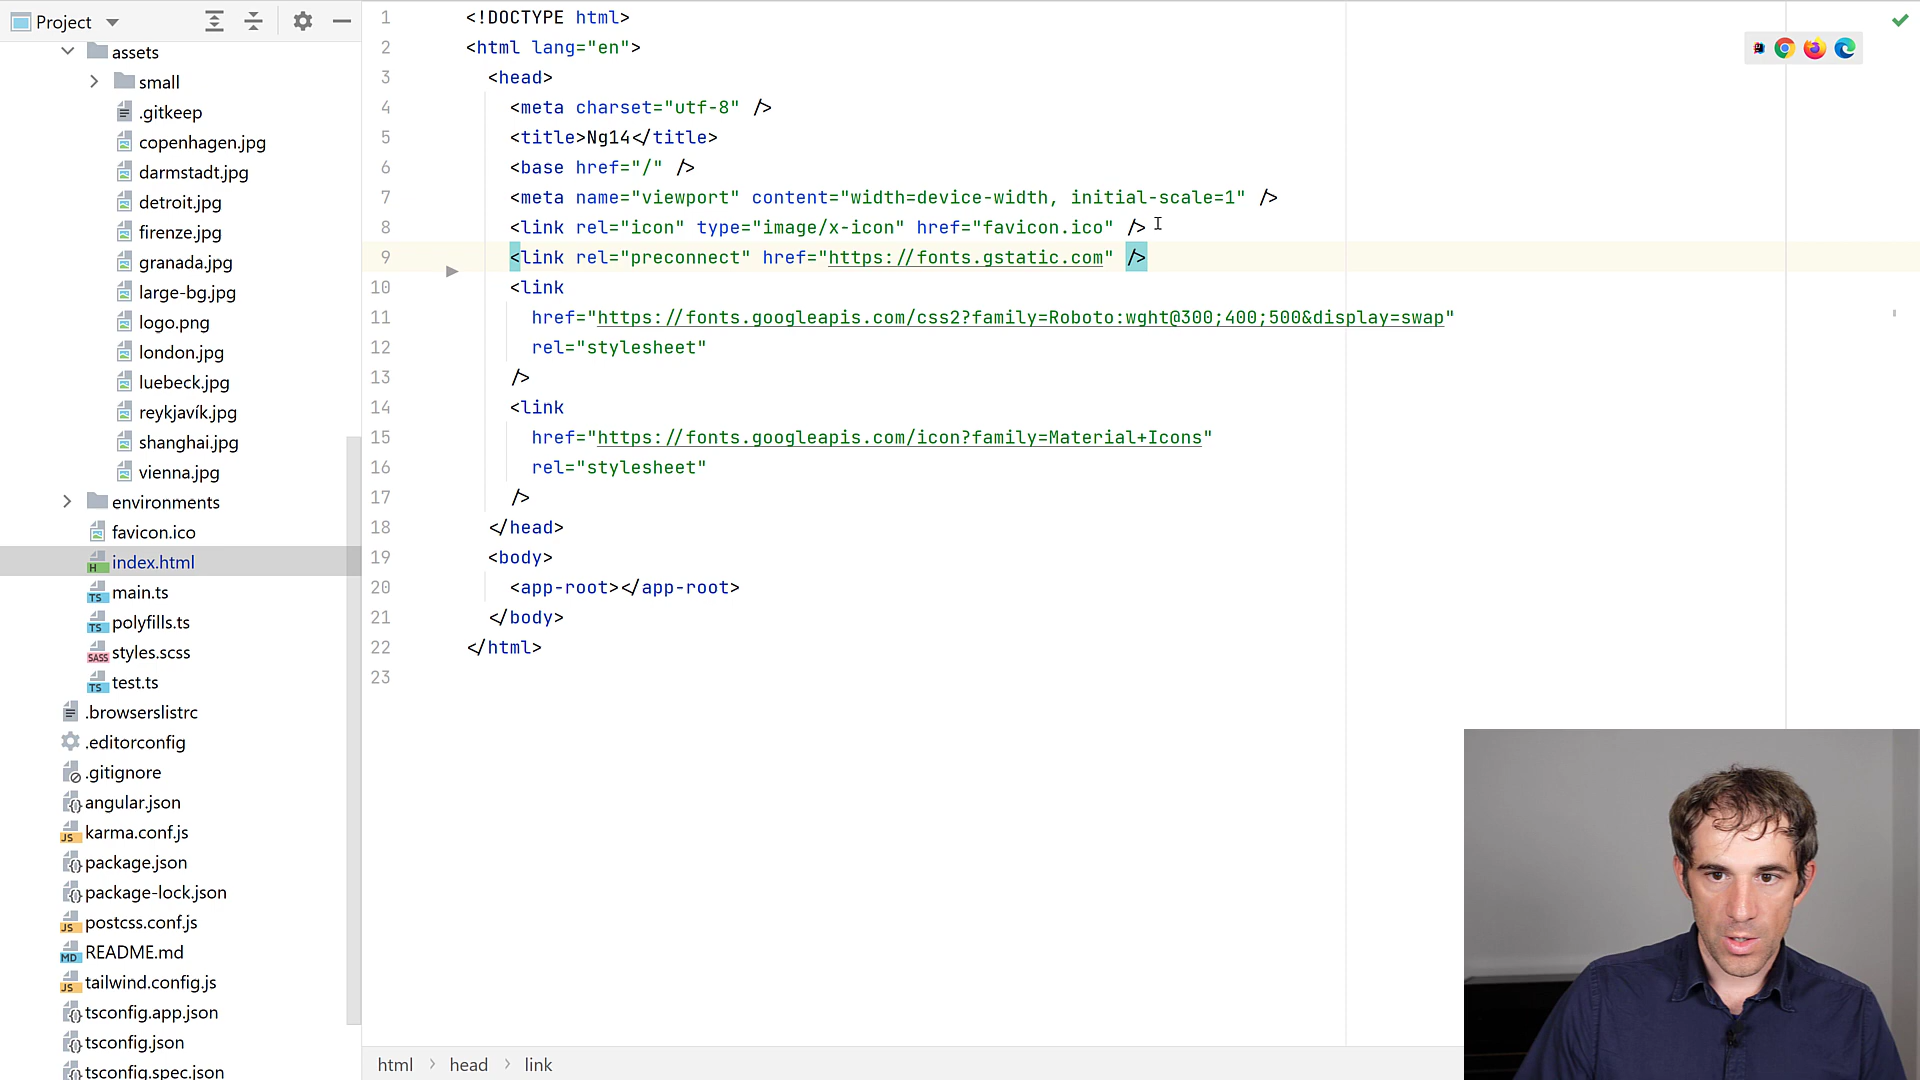 Project
assets
small
.gitkeep
copenhagen.jpg
darmstadt.jpg
detroit.jpg
firenze.jpg
granada.jpg
large-bg.jpg
logo.png
london.jpg
luebeck.jpg
reykjavík.jpg
shanghai.jpg
vienna.jpg
environments
favicon.ico
H index.html
TS main.ts
TS polyfills.ts
SASS styles.scss
TS test.ts
.browserslistrc
.editorconfig
.gitignore
angular.json
JS karma.conf.js
package.json
package-lock.json
JS postcss.conf.js
MD README.md
JS tailwind.config.js
tsconfig.app.json
tsconfig.json
tsconfig.spec.json
1 <!DOCTYPE html>
2 <html lang="en">
3 <head>
4 <meta charset="utf-8" />
5 <title>Ng14</title>
6 <base href="/" />
7 <meta name="viewport" content="width=device-width, initial-scale=1" />
8 <link rel="icon" type="image/x-icon" href="favicon.ico" />
9 <link rel="preconnect" href="https://fonts.gstatic.com" />
10 <link
11 href="https://fonts.googleapis.com/css2?family=Roboto:wght@300;400;500&display=swap"
12 rel="stylesheet"
13 />
14 <link
15 href="https://fonts.googleapis.com/icon?family=Material+Icons"
16 rel="stylesheet"
17 />
18 </head>
19 <body>
20 <app-root></app-root>
21 </body>
22 </html>
23
html > head > link